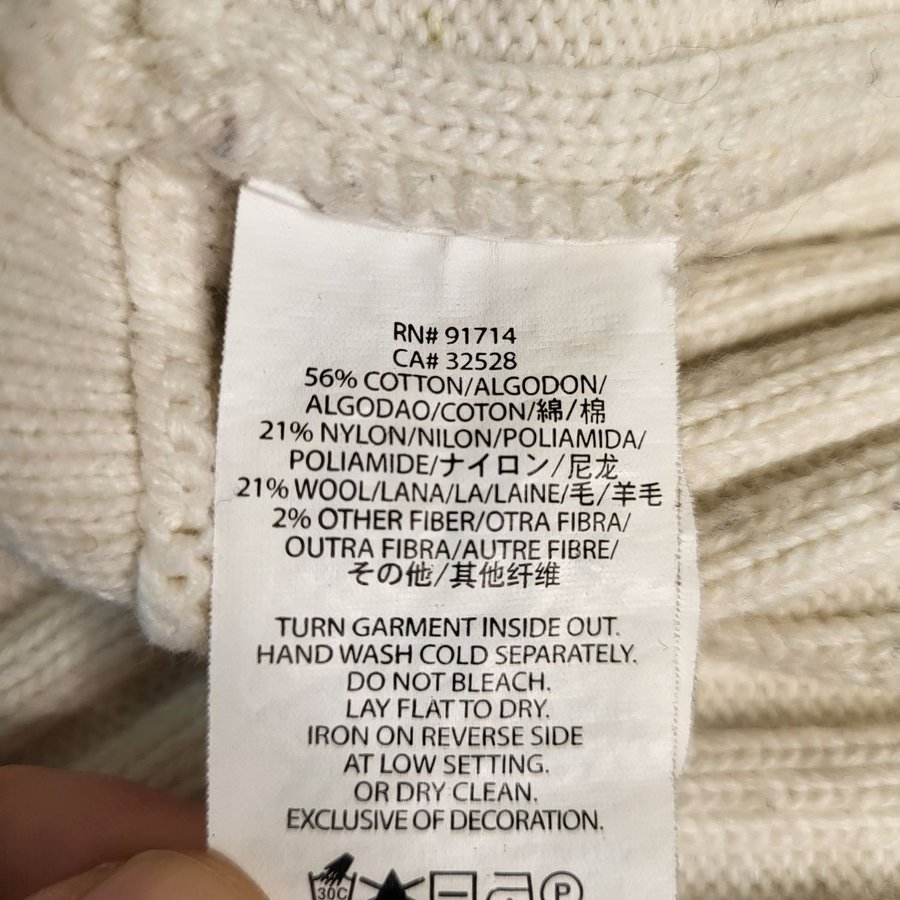 RN# 91714
CA# 32528
56% COTTON/ALGODON/
ALGODAO/COTON/綿/棉
21% NYLON/NILON/POLIAMIDA/
POLIAMIDE/ナイロン/尼龙
21% WOOL/LANA/LA/LAINE/毛/羊毛
2% OTHER FIBER/OTRA FIBRA/
OUTRA FIBRA/AUTRE FIBRE/
その他/其他纤维
TURN GARMENT INSIDE OUT.
HAND WASH COLD SEPARATELY.
DO NOT BLEACH.
LAY FLAT TO DRY.
IRON ON REVERSE SIDE
AT LOW SETTING.
OR DRY CLEAN.
EXCLUSIVE OF DECORATION.
30C P